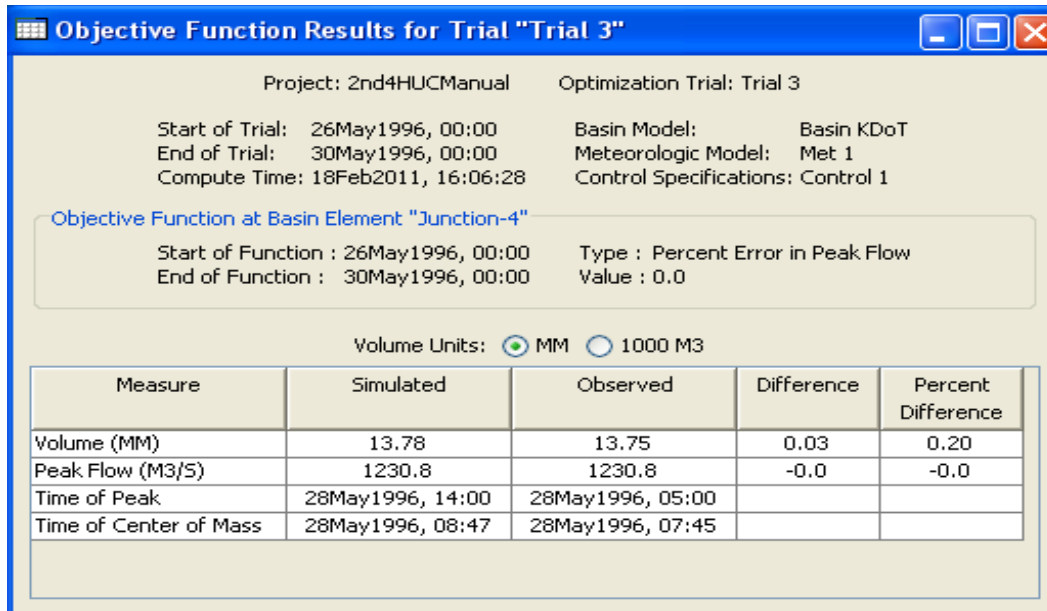 Objective Function Results for Trial "Trial 3"
Project: 2nd4HUCManual Optimization Trial: Trial 3
Start of Trial: 26May1996, 00:00 Basin Model: Basin KDoT
End of Trial: 30May1996, 00:00 Meteorologic Model: Met 1
Compute Time: 18Feb2011, 16:06:28 Control Specifications: Control 1
Objective Function at Basin Element "Junction-4"
Start of Function : 26May1996, 00:00 Type : Percent Error in Peak Flow
End of Function : 30May1996, 00:00 Value : 0.0
Volume Units: MM 1000 M3
Measure Simulated Observed Difference Percent
Difference
Volume (MM) 13.78 13.75 0.03 0.20
Peak Flow (M3/S) 1230.8 1230.8 -0.0 -0.0
Time of Peak 28May1996, 14:00 28May1996, 05:00
Time of Center of Mass 28May1996, 08:47 28May1996, 07:45